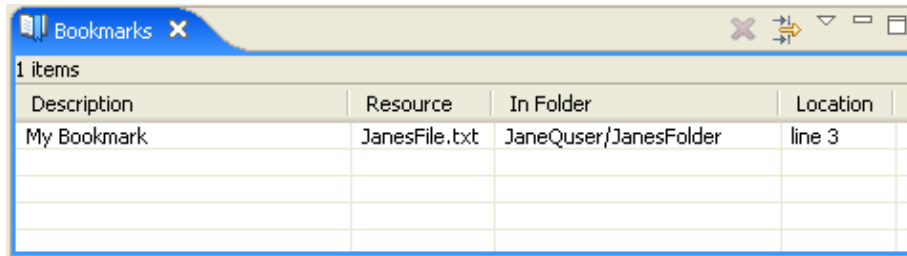 Bookmarks
1 items
Description Resource In Folder Location
My Bookmark JanesFile.txt JaneQuser/JanesFolder line 3